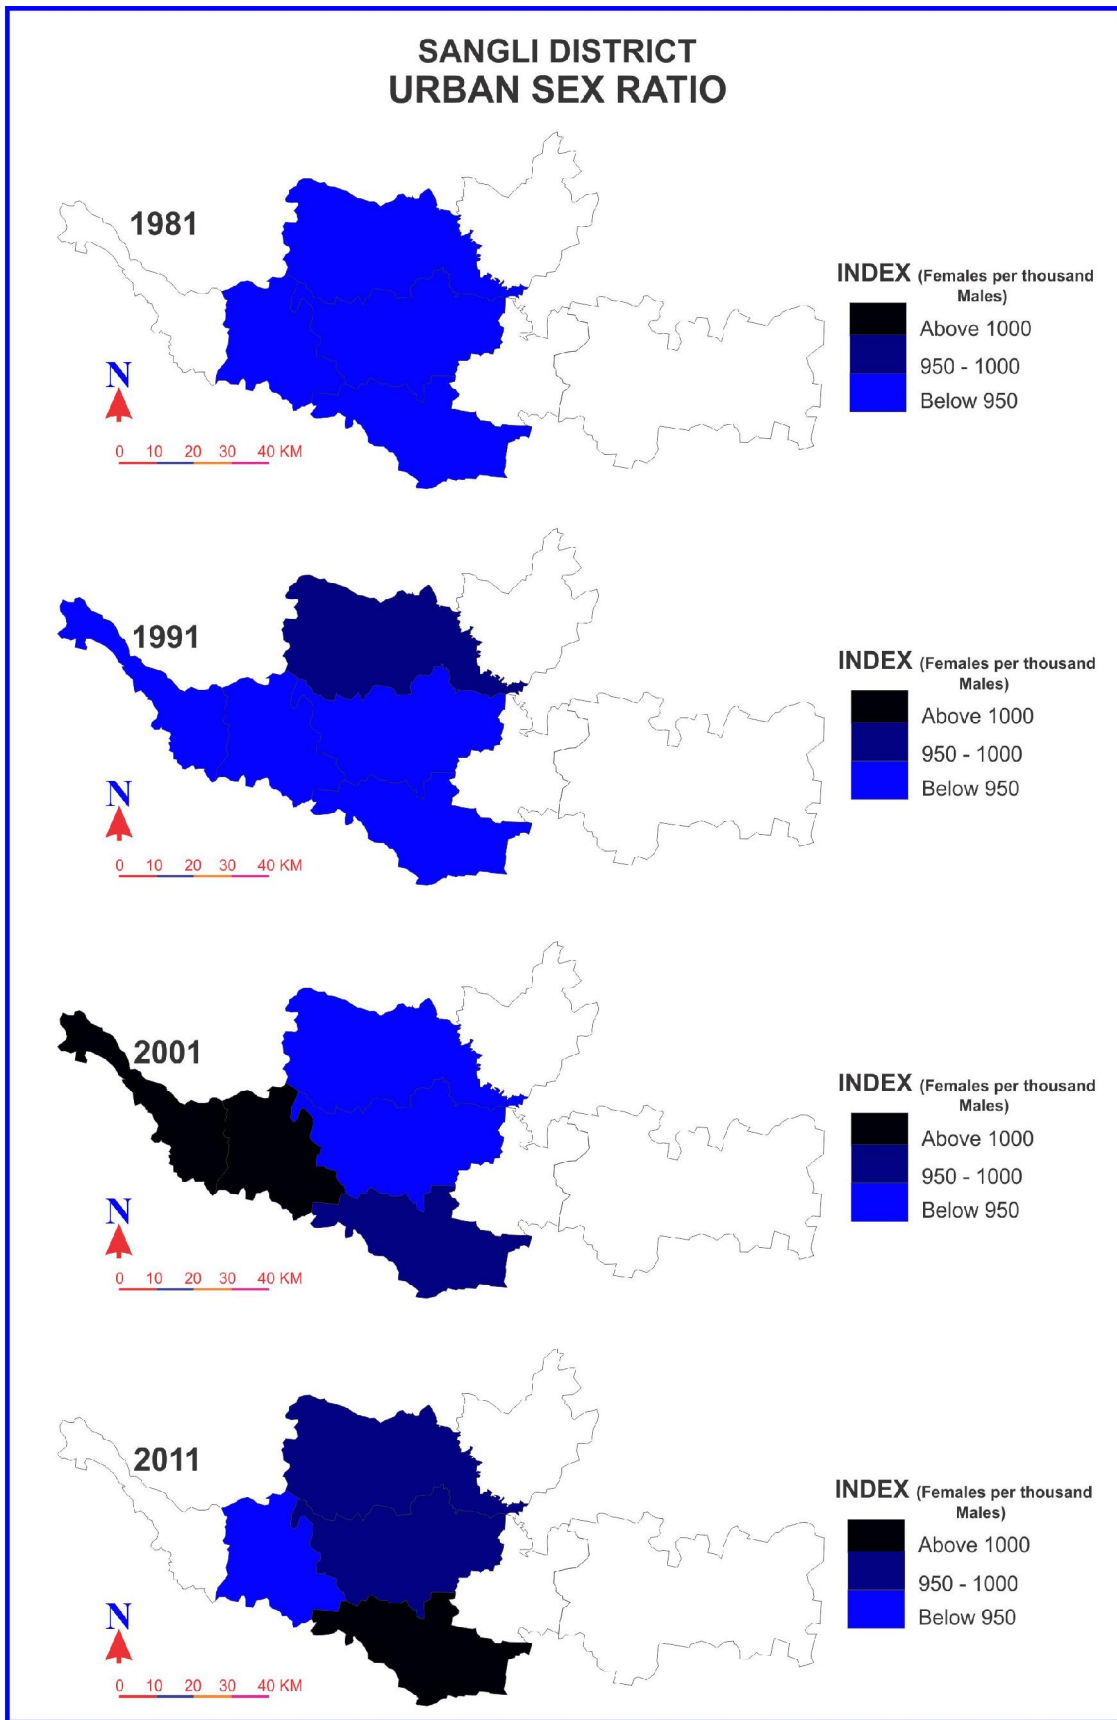 SANGLI DISTRICT
URBAN SEX RATIO
1981
INDEX (Females per thousand
Males)
Above 1000
950 - 1000
Below 950
N
0 10 20 30 40 KM
1991
INDEX (Females per thousand
Males)
Above 1000
950 - 1000
Below 950
N
0 10 20 30 40 KM
2001
INDEX (Females per thousand
Males)
Above 1000
950 - 1000
Below 950
N
0 10 20 30 40 KM
2011
INDEX (Females per thousand
Males)
Above 1000
950 - 1000
Below 950
N
0 10 20 30 40 KM